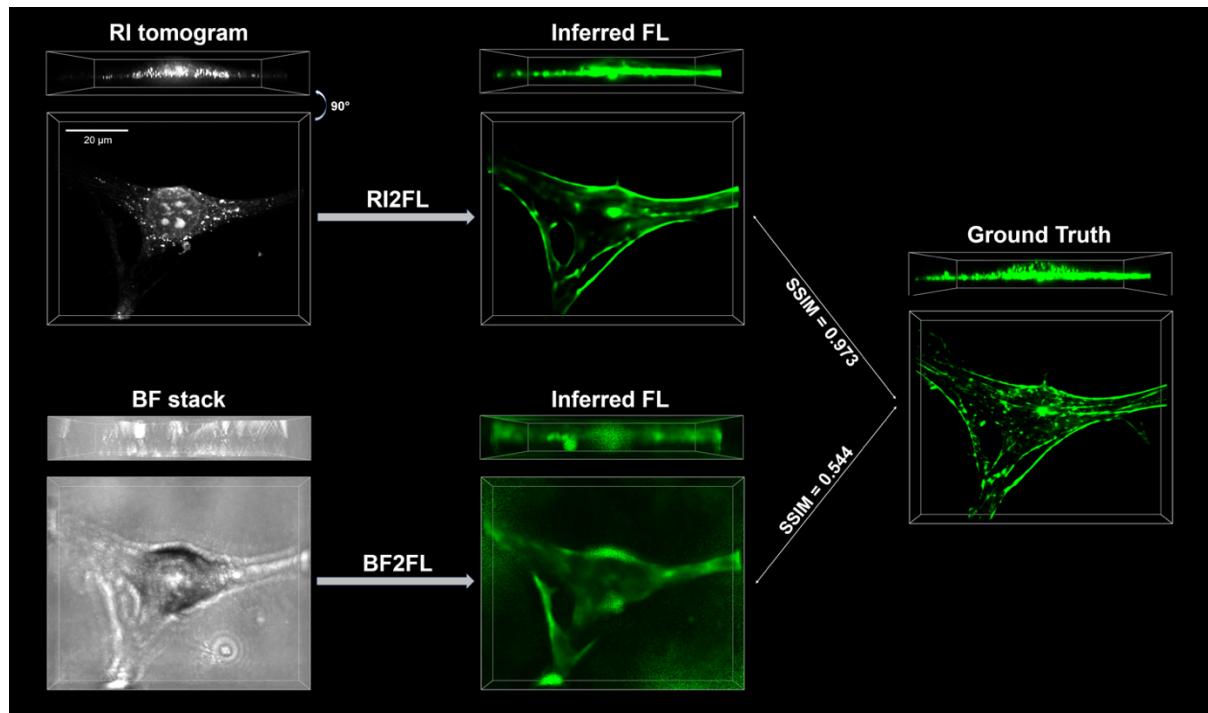 RI tomogram
Inferred FL
90°
20 μm
RI2FL
Ground Truth
SSIM = 0.973
BF stack
Inferred FL
SSIM = 0.544
BF2FL